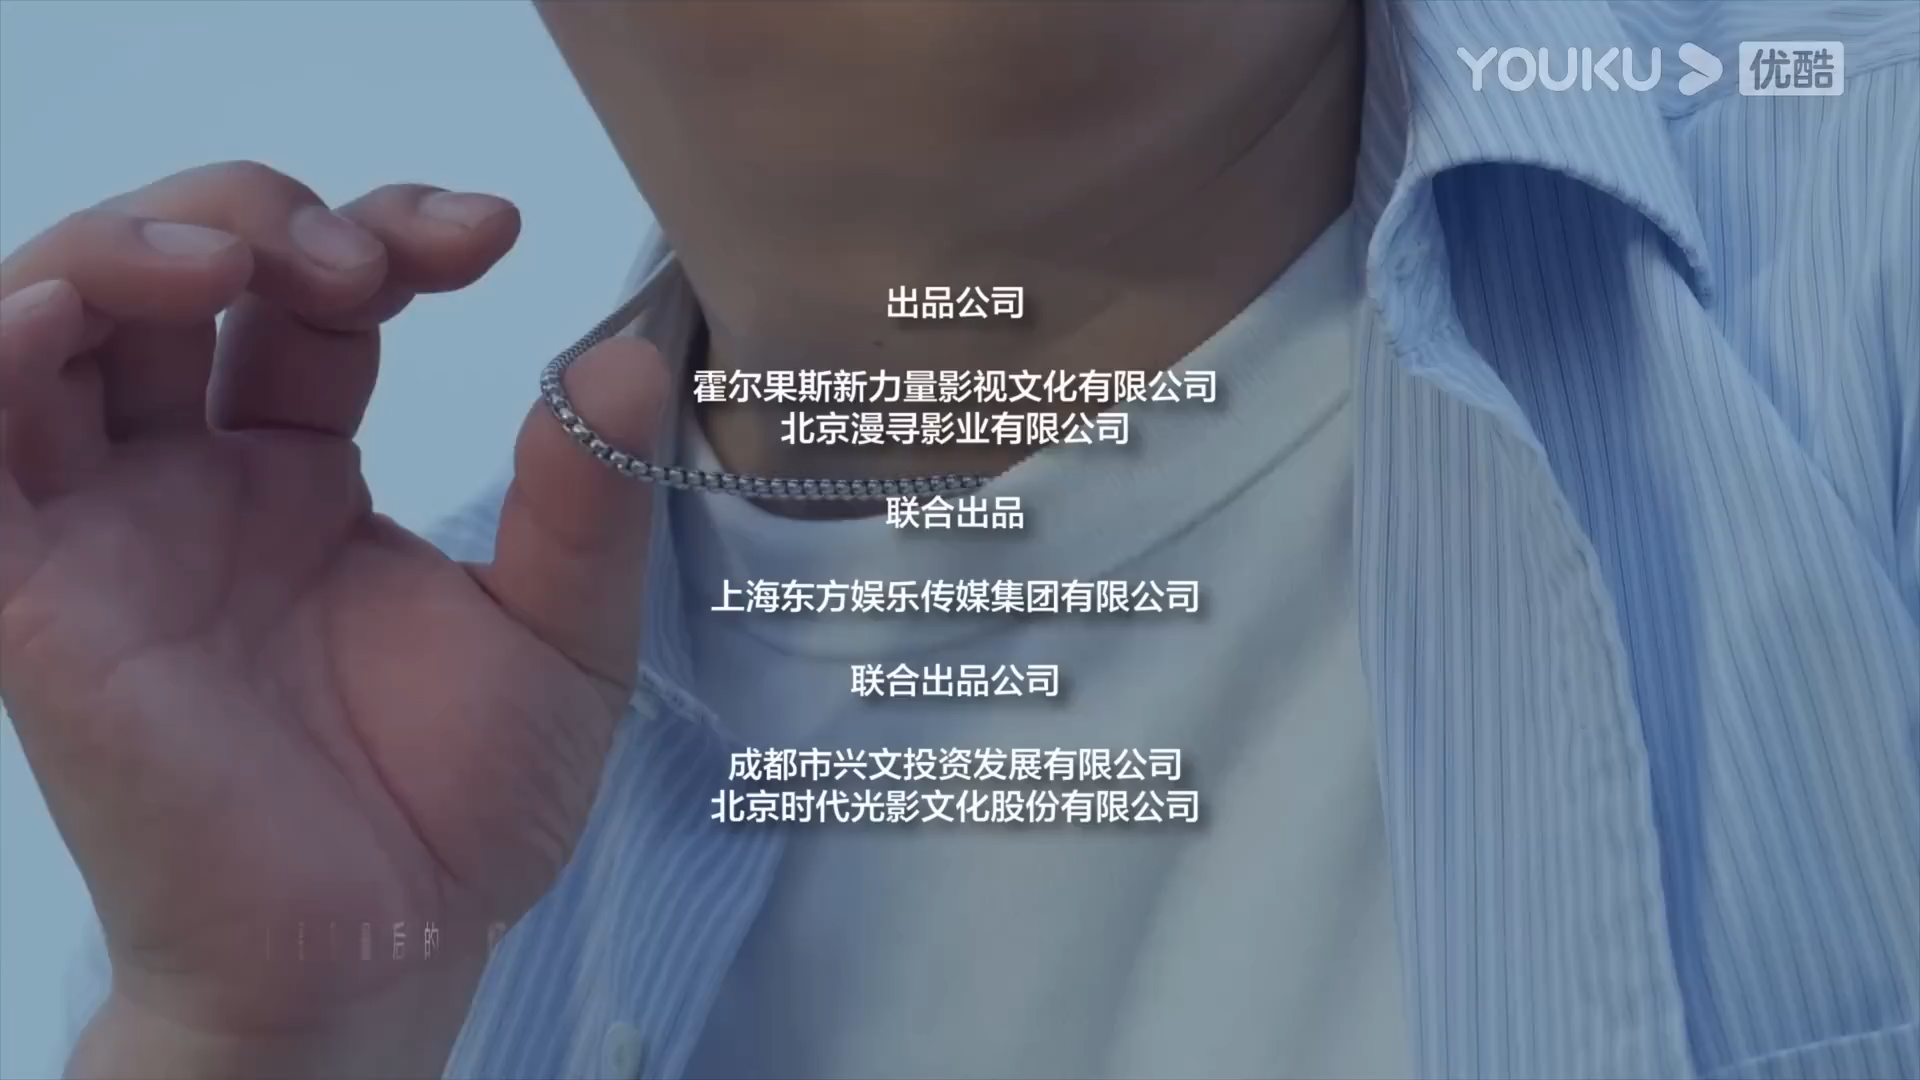 YOUKU 优酷
出品公司
霍尔果斯新力量影视文化有限公司
北京漫寻影业有限公司
联合出品
上海东方娱乐传媒集团有限公司
联合出品公司
成都市兴文投资发展有限公司
北京时代光影文化股份有限公司
最后的